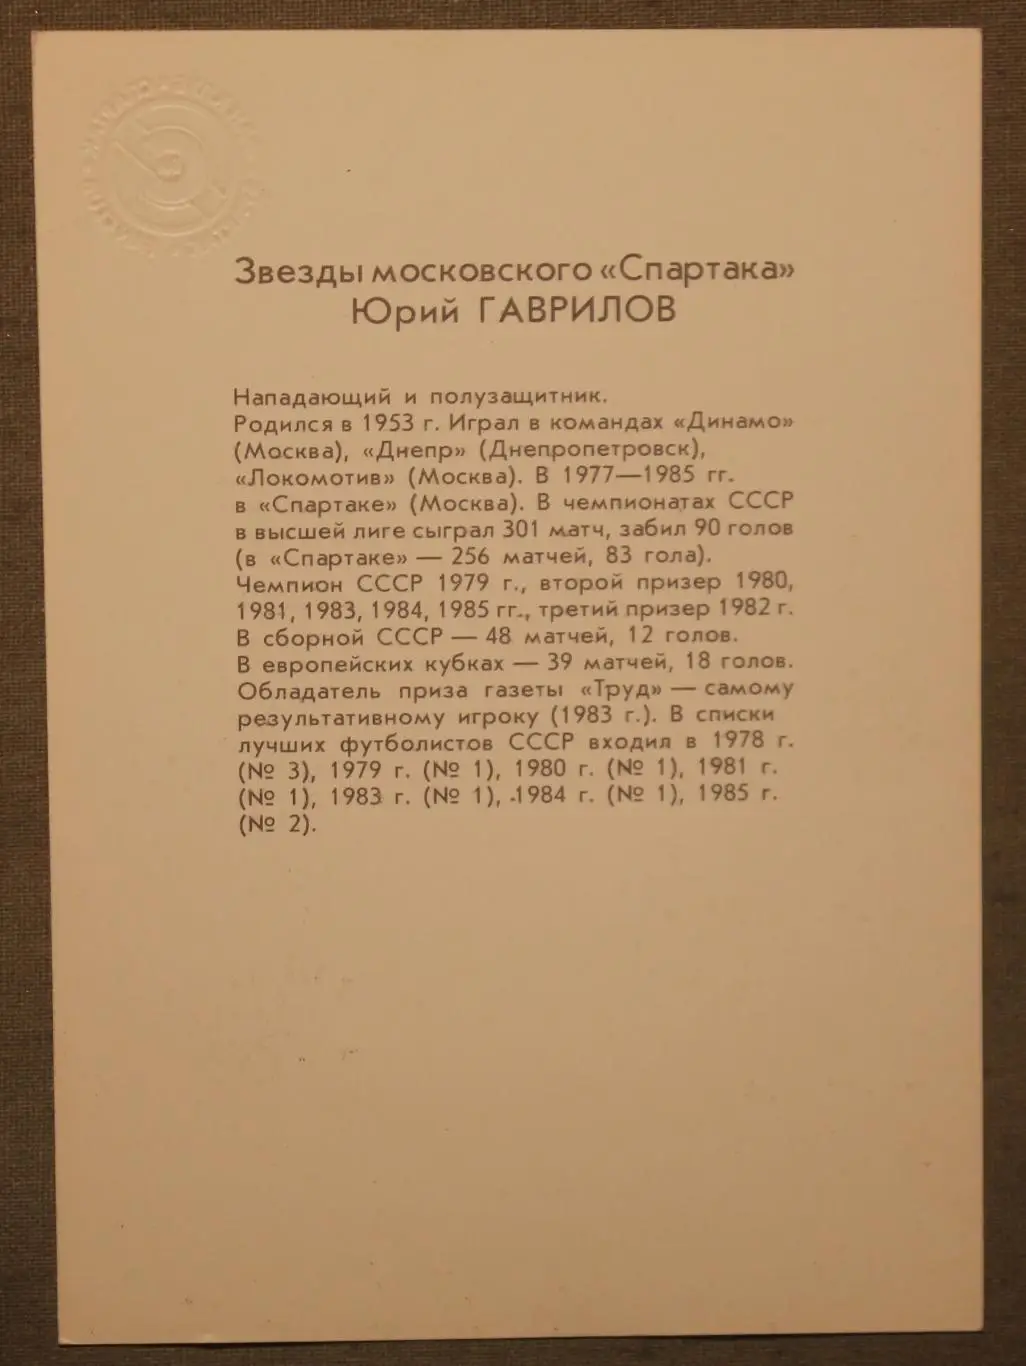 Звезды московского «Спартака»
Юрий ГАВРИЛОВ
Нападающий и полузащитник.
Родился в 1953 г. Играл в командах «Динамо»
(Москва), «Днепр» (Днепропетровск),
«Локомотив» (Москва). В 1977—1985 гг.
в «Спартаке» (Москва). В чемпионатах СССР
в высшей лиге сыграл 301 матч, забил 90 голов
(в «Спартаке» — 256 матчей, 83 гола).
Чемпион СССР 1979 г., второй призер 1980,
1981, 1983, 1984, 1985 гг., третий призер 1982 г.
В сборной СССР — 48 матчей, 12 голов.
В европейских кубках — 39 матчей, 18 голов.
Обладатель приза газеты «Труд» — самому
результативному игроку (1983 г.). В списки
лучших футболистов СССР входил в 1978 г.
(№ 3), 1979 г. (№ 1), 1980 г. (№ 1), 1981 г.
(№ 1), 1983 г. (№ 1), 1984 г. (№ 1), 1985 г.
(№ 2).